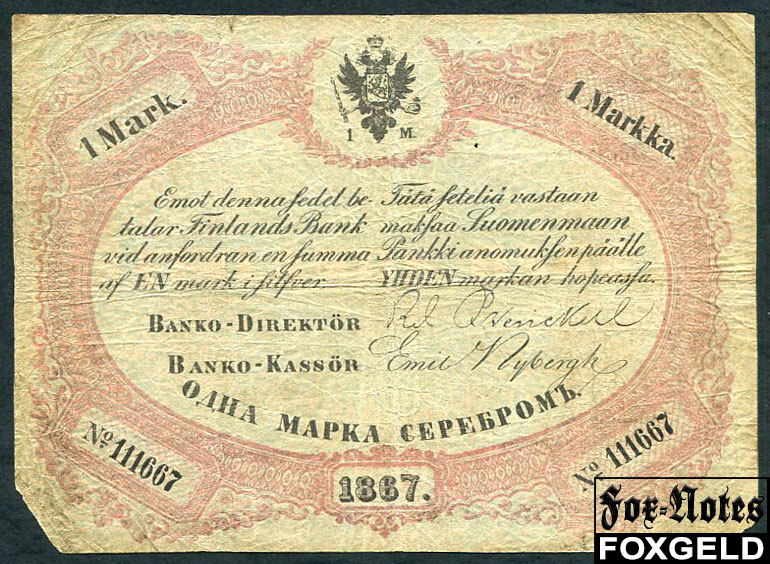 1 Mark.
1 M.
1 Markka.
Emot denna sedel be-
talar Finlands Bank
vid anfordran en summa
af EN mark i silfver.
Tätä seteliä vastaan
maksaa Suomenmaan
Pankki anomuksen päälle
YHDEN markan hopeassa.
BANKO-DIREKTÖR
BANKO-KASSÖR Emil Nybergh
ОДНА МАРКА СЕРЕБРОМЪ.
No 111667
1867.
No 111667
Fox-Notes
FOXGELD